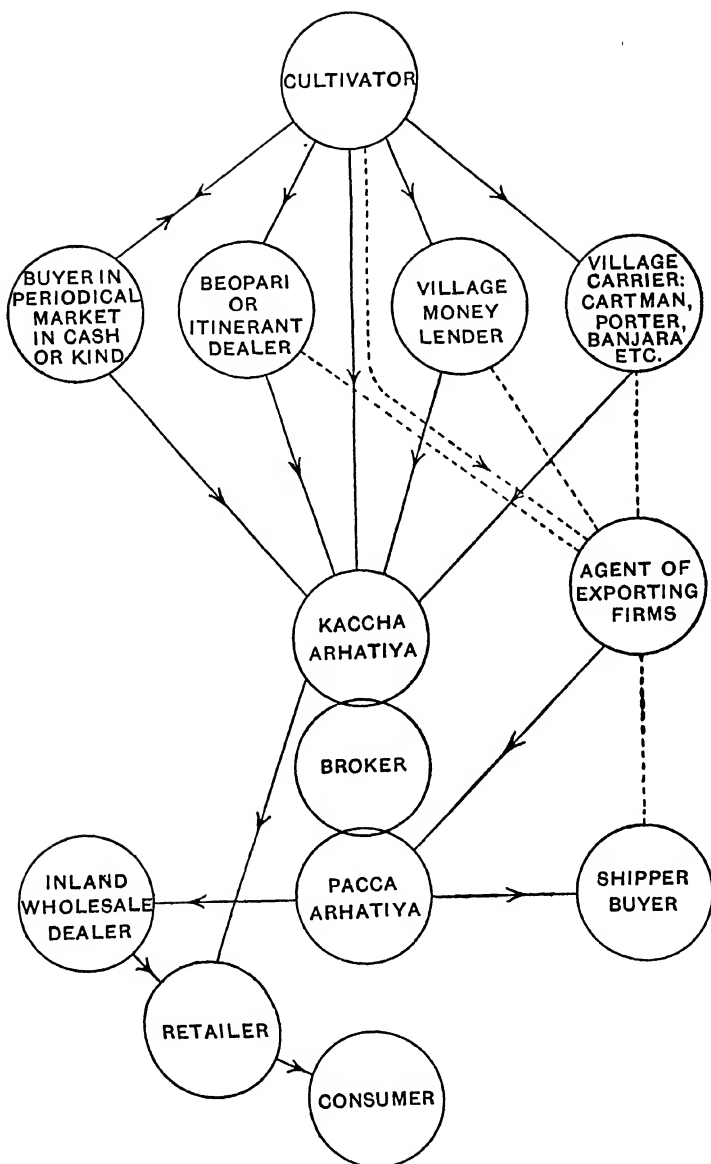 CULTIVATOR
BUYER IN
PERIODICAL
MARKET
IN CASH
OR KIND
BEOPARI
OR
ITINERANT
DEALER
VILLAGE
MONEY
LENDER
VILLAGE
CARRIER:
CARTMAN,
PORTER,
BANJARA
ETC.
AGENT OF
EXPORTING
FIRMS
KACCHA
ARHATIYA
BROKER
INLAND
WHOLESALE
DEALER
PACCA
ARHATIYA
SHIPPER
BUYER
RETAILER
CONSUMER